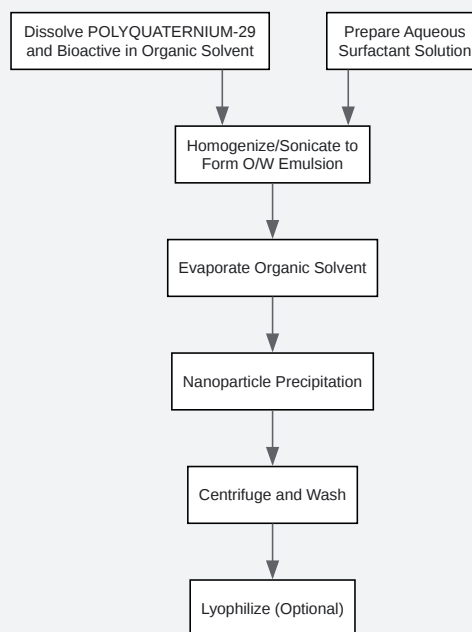 Dissolve POLYQUATERNIUM-29
and Bioactive in Organic Solvent
Prepare Aqueous
Surfactant Solution
Homogenize/Sonicate to
Form O/W Emulsion
Evaporate Organic Solvent
Nanoparticle Precipitation
Centrifuge and Wash
Lyophilize (Optional)